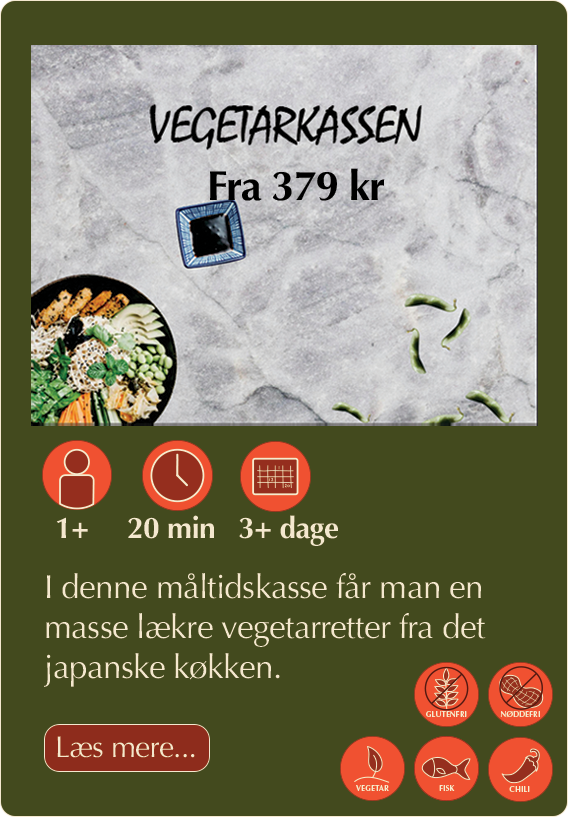 VEGETARKASSEN
Fra 379 kr
1+ 20 min 3+ dage
I denne måltidskasse får man en
masse lækre vegetarretter fra det
japanske køkken.
GLUTENFRI NØDDEFRI
Læs mere...
VEGETAR FISK CHILI